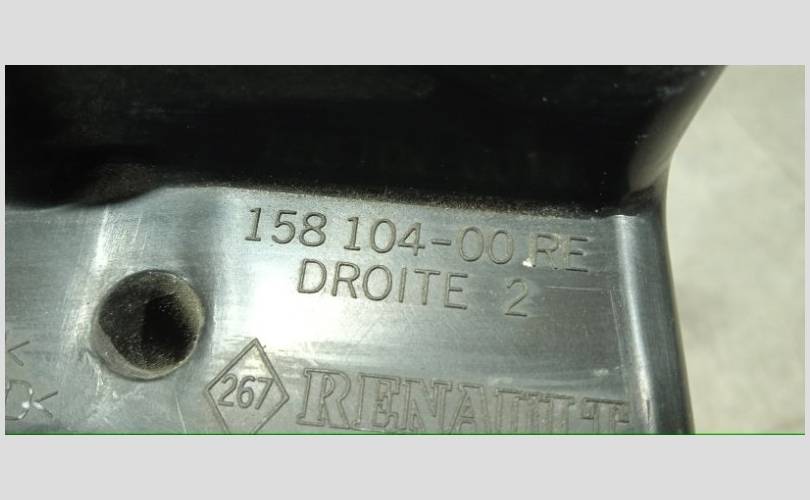 158 104-00 RE
DROITE 2
267 RENAULT